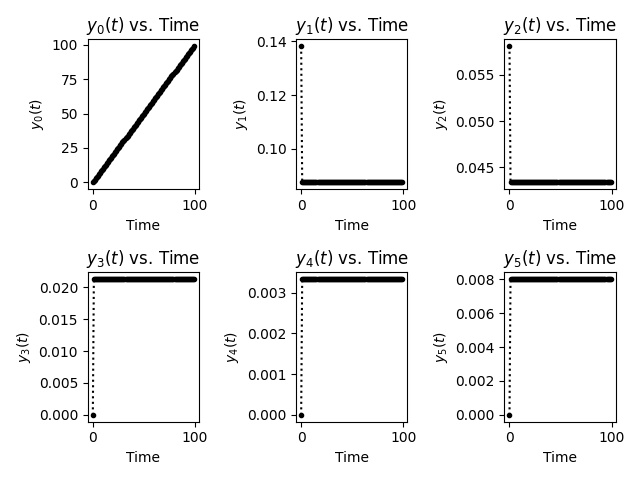 y₀(t) vs. Time
100
75
50
25
0
y₀(t)
0 100
Time
y₁(t) vs. Time
0.14
0.12
0.10
y₁(t)
0 100
Time
y₂(t) vs. Time
0.055
0.050
0.045
y₂(t)
0 100
Time
y₃(t) vs. Time
0.020
0.015
0.010
0.005
0.000
y₃(t)
0 100
Time
y₄(t) vs. Time
0.003
0.002
0.001
0.000
y₄(t)
0 100
Time
y₅(t) vs. Time
0.008
0.006
0.004
0.002
0.000
y₅(t)
0 100
Time